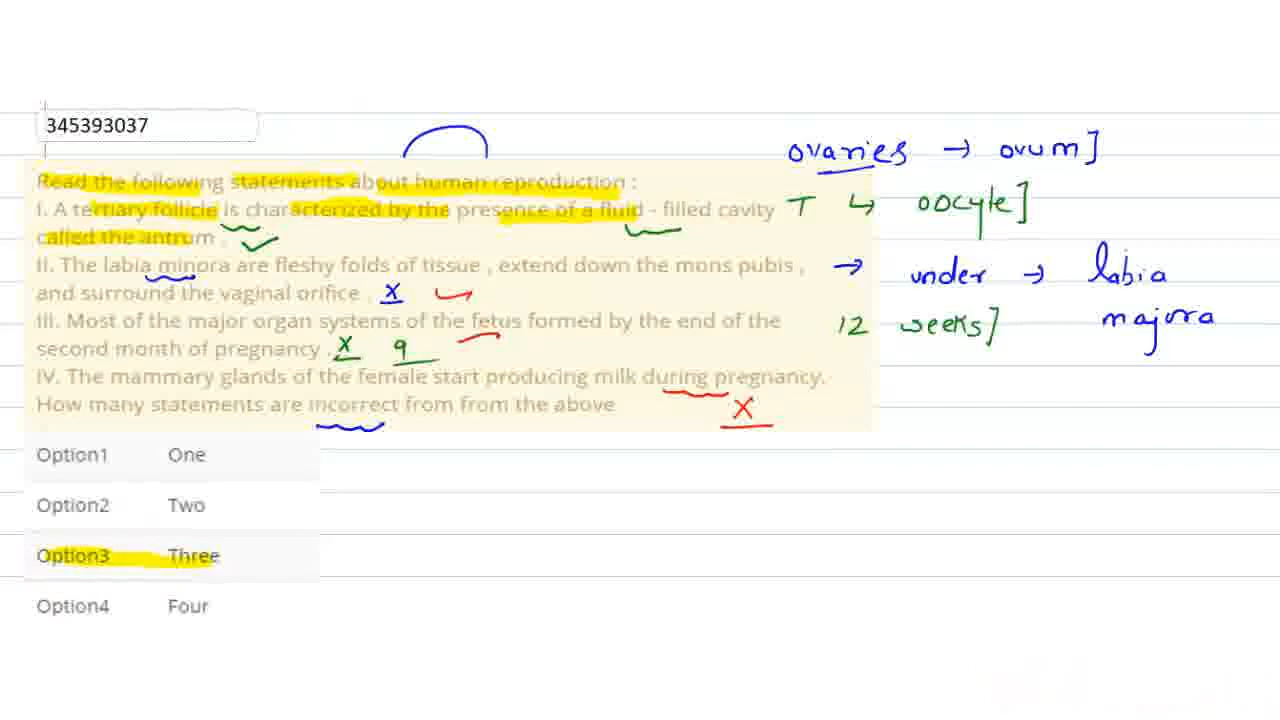 345393037
ovaries → ovum]
Read the following statements about human reproduction :
I. A tertiary follicle is characterized by the presence of a fluid - filled cavity
T ↳ oocyte]
called the antrum .
II. The labia minora are fleshy folds of tissue , extend down the mons pubis ,
→ under → labia
and surround the vaginal orifice . x
majora
III. Most of the major organ systems of the fetus formed by the end of the
12 weeks]
second month of pregnancy . x 9
IV. The mammary glands of the female start producing milk during pregnancy.
How many statements are incorrect from from the above
X
Option1 One
Option2 Two
Option3 Three
Option4 Four